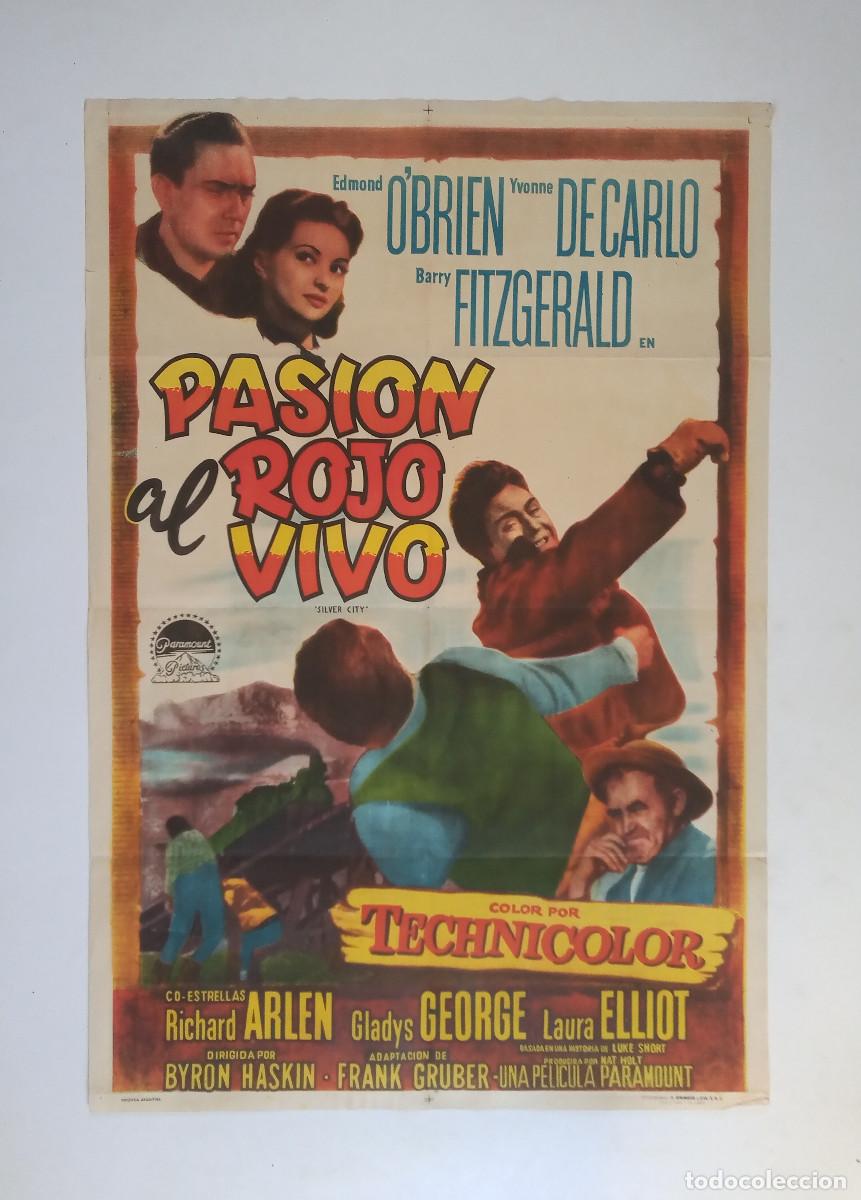 Edmond O'BRIEN Yvonne DE CARLO
Barry FITZGERALD EN
PASION
al ROJO
VIVO
"SILVER CITY"
Paramount
Pictures
COLOR POR
TECHNICOLOR
CO-ESTRELLAS
Richard ARLEN Gladys GEORGE Laura ELLIOT
BASADA EN UNA HISTORIA DE LUKE SHORT
DIRIGIDA POR ADAPTACION DE PRODUCIDA POR NAT HOLT
BYRON HASKIN · FRANK GRUBER - UNA PELICULA PARAMOUNT
INDUSTRIA ARGENTINA
todocoleccion